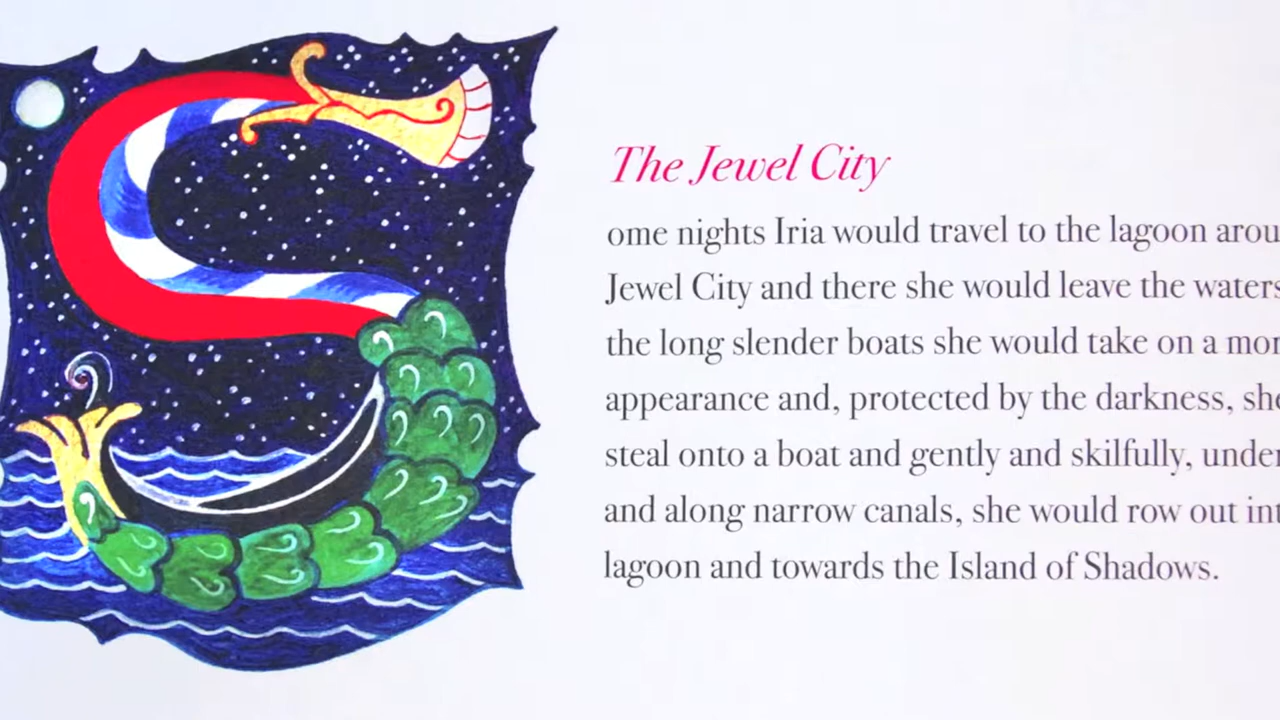 The Jewel City
S
ome nights Iria would travel to the lagoon arou
Jewel City and there she would leave the waters
the long slender boats she would take on a mor
appearance and, protected by the darkness, she
steal onto a boat and gently and skilfully, under
and along narrow canals, she would row out int
lagoon and towards the Island of Shadows.